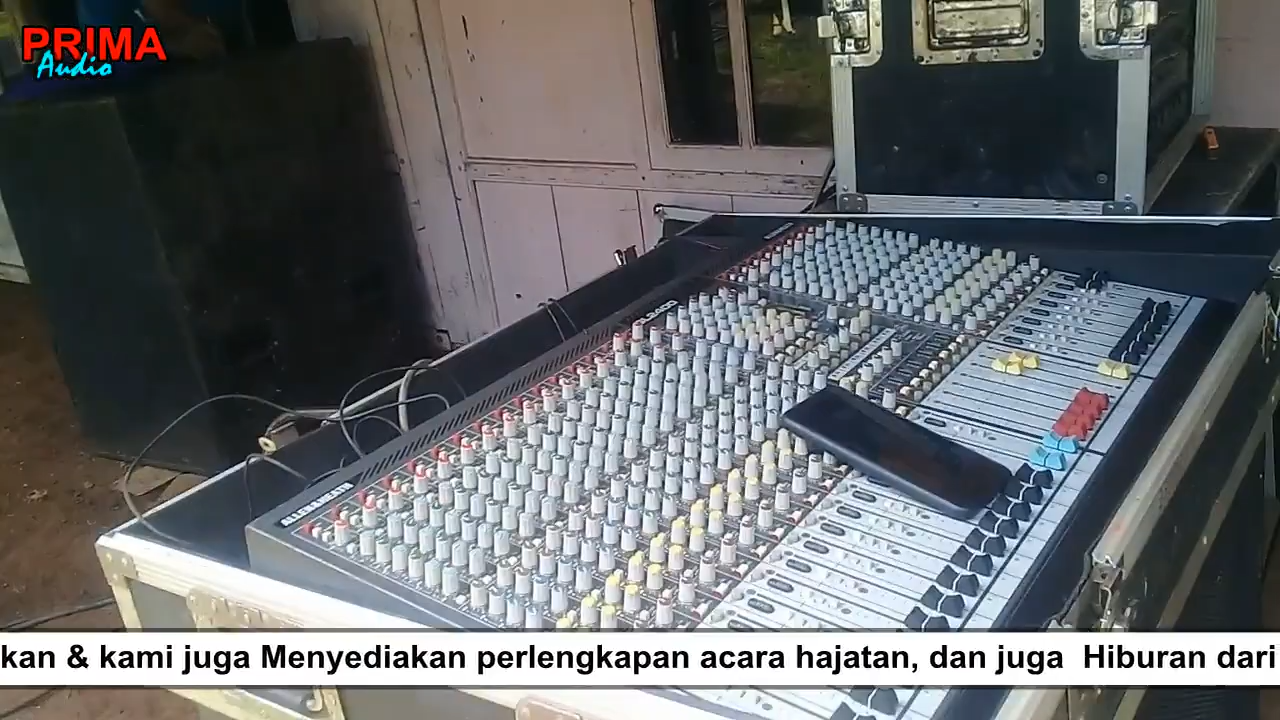 PRIMA
Audio
ALLEN&HEATH
kan & kami juga Menyediakan perlengkapan acara hajatan, dan juga  Hiburan dari